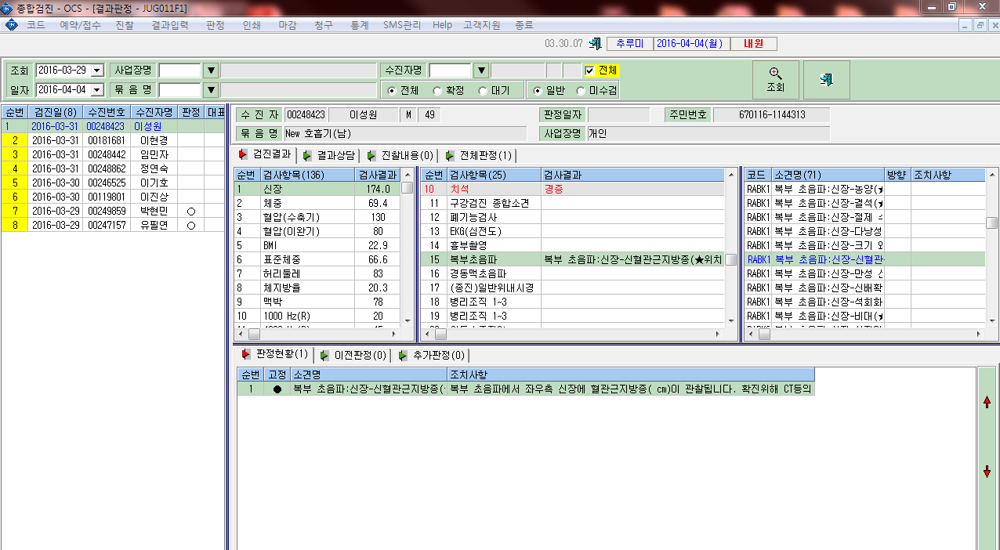 종합검진 - OCS - [결과판정 - JUG011F1]
코드 예약/접수 진찰 결과입력 판정 인쇄 마감 청구 통계 SMS관리 Help 고객지원 종료
03.30.07 추루미 2016-04-04(월) 내원
조회 2016-03-29 사업장명 수진자명 전체
일자 2016-04-04 묶 음 명 전체 확정 대기 일반 미수검
조회
순번 검진일(8) 수진번호 수진자명 판정 대표
1 2016-03-31 00248423 이성원
2 2016-03-31 00181681 이현경
3 2016-03-31 00248442 임민자
4 2016-03-31 00248862 정연숙
5 2016-03-30 00246525 이기호
6 2016-03-30 00119801 이진상
7 2016-03-29 00249859 박현민 ○
8 2016-03-29 00247157 유필연 ○
수 진 자 00248423 이성원 M 49 판정일자 주민번호 670116-1144313
묶 음 명 New 호흡기(남) 사업장명 개인
검진결과 결과상담 진찰내용(0) 전체판정(1)
순번 검사항목(136) 검사결과
1 신장 174.0
2 체중 69.4
3 혈압(수축기) 130
4 혈압(이완기) 80
5 BMI 22.9
6 표준체중 66.6
7 허리둘레 83
8 체지방율 20.3
9 맥박 78
10 1000 Hz(R) 20
순번 검사항목(25) 검사결과
10 치석 경증
11 구강검진 종합소견
12 폐기능검사
13 EKG(심전도)
14 흉부촬영
15 복부초음파 복부 초음파:신장-신혈관근지방종(★위치
16 경동맥초음파
17 (종진)일반위내시경
18 병리조직 1~3
19 병리조직 1~3
코드 소견명(71) 방향 조치사항
RABK1 복부 초음파:신장-농양(★
RABK1 복부 초음파:신장-결석(★
RABK1 복부 초음파:신장-절제
RABK1 복부 초음파:신장-다낭성
RABK1 복부 초음파:신장-크기
RABK1 복부 초음파:신장-신혈관
RABK1 복부 초음파:신장-만성
RABK1 복부 초음파:신장-신배확
RABK1 복부 초음파:신장-석회화
RABK1 복부 초음파:신장-비대(★
판정현황(1) 이전판정(0) 추가판정(0)
순번 고정 소견명 조치사항
1 ● 복부 초음파:신장-신혈관근지방종( 복부 초음파에서 좌우측 신장에 혈관근지방종( cm)이 관찰됩니다. 확진위해 CT등의